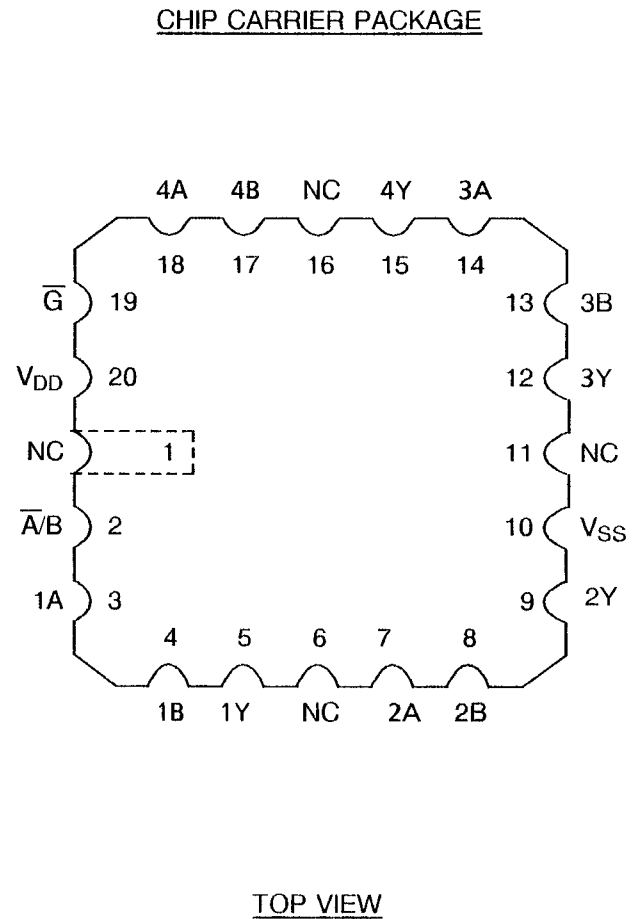 CHIP CARRIER PACKAGE
4A 4B NC 4Y 3A
18 17 16 15 14
G̅ 19 13 3B
VDD 20 12 3Y
NC 1 11 NC
A̅/B 2 10 VSS
1A 3 9 2Y
4 5 6 7 8
1B 1Y NC 2A 2B
TOP VIEW